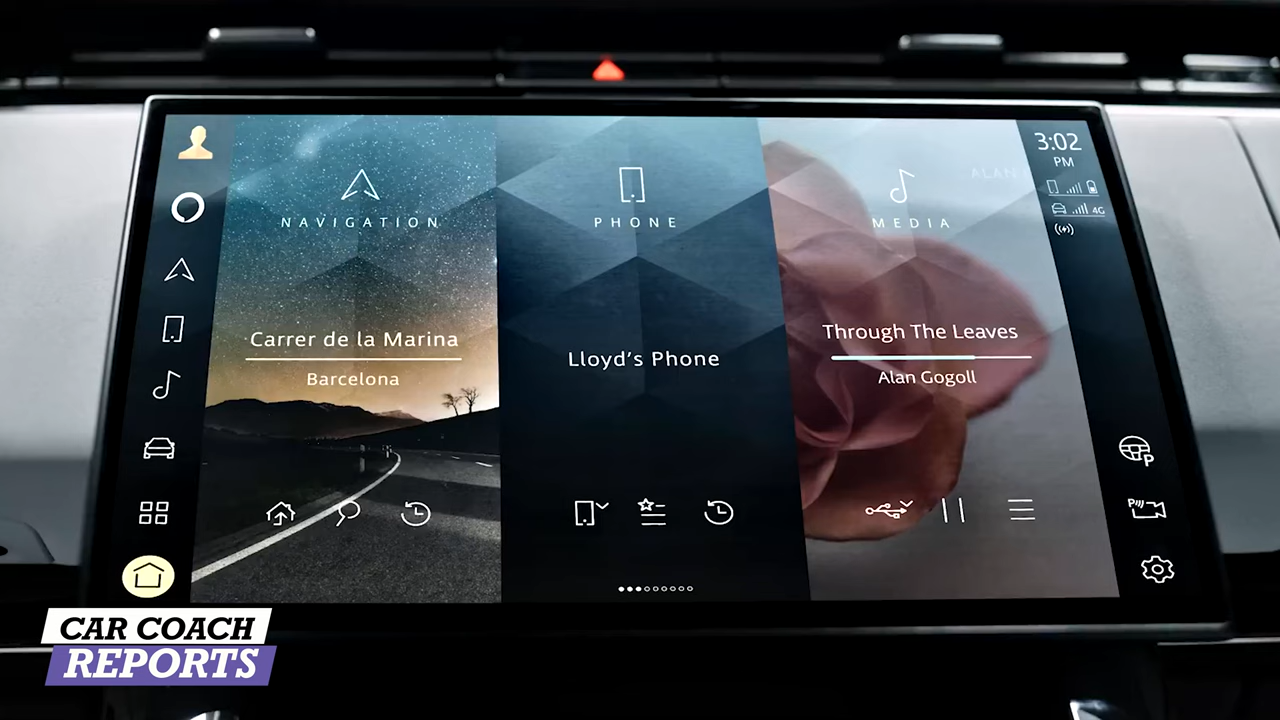 NAVIGATION
Carrer de la Marina
Barcelona
PHONE
Lloyd's Phone
MEDIA
ALAN
Through The Leaves
Alan Gogoll
3:02
PM
4G
P
P
CAR COACH
REPORTS